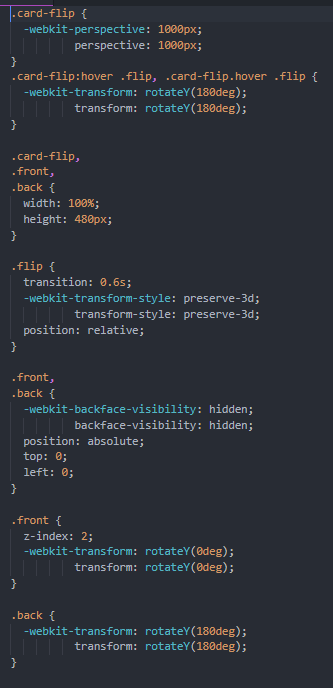 .card-flip {
  -webkit-perspective: 1000px;
          perspective: 1000px;
}
.card-flip:hover .flip, .card-flip.hover .flip {
  -webkit-transform: rotateY(180deg);
          transform: rotateY(180deg);
}

.card-flip,
.front,
.back {
  width: 100%;
  height: 480px;
}

.flip {
  transition: 0.6s;
  -webkit-transform-style: preserve-3d;
          transform-style: preserve-3d;
  position: relative;
}

.front,
.back {
  -webkit-backface-visibility: hidden;
          backface-visibility: hidden;
  position: absolute;
  top: 0;
  left: 0;
}

.front {
  z-index: 2;
  -webkit-transform: rotateY(0deg);
          transform: rotateY(0deg);
}

.back {
  -webkit-transform: rotateY(180deg);
          transform: rotateY(180deg);
}